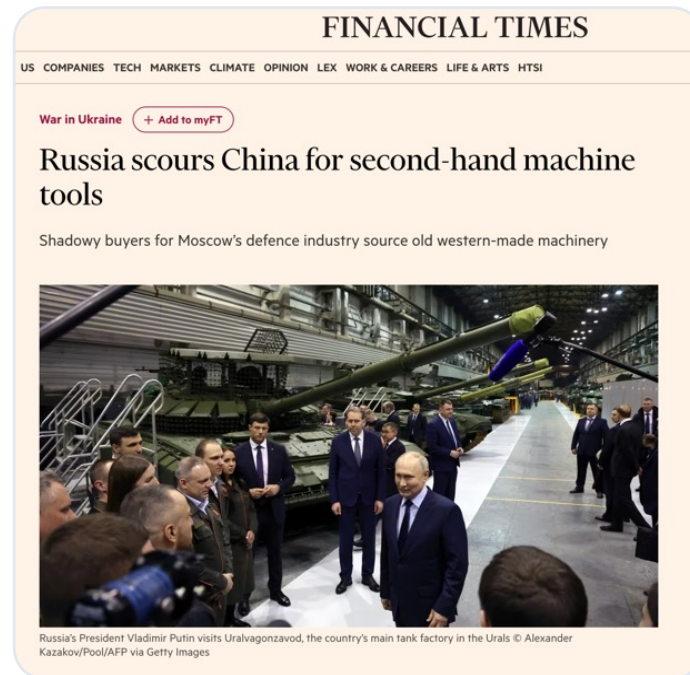 FINANCIAL TIMES
US COMPANIES TECH MARKETS CLIMATE OPINION LEX WORK & CAREERS LIFE & ARTS HTSI
War in Ukraine + Add to myFT
Russia scours China for second-hand machine
tools
Shadowy buyers for Moscow's defence industry source old western-made machinery
Russia's President Vladimir Putin visits Uralvagonzavod, the country's main tank factory in the Urals © Alexander
Kazakov/Pool/AFP via Getty Images